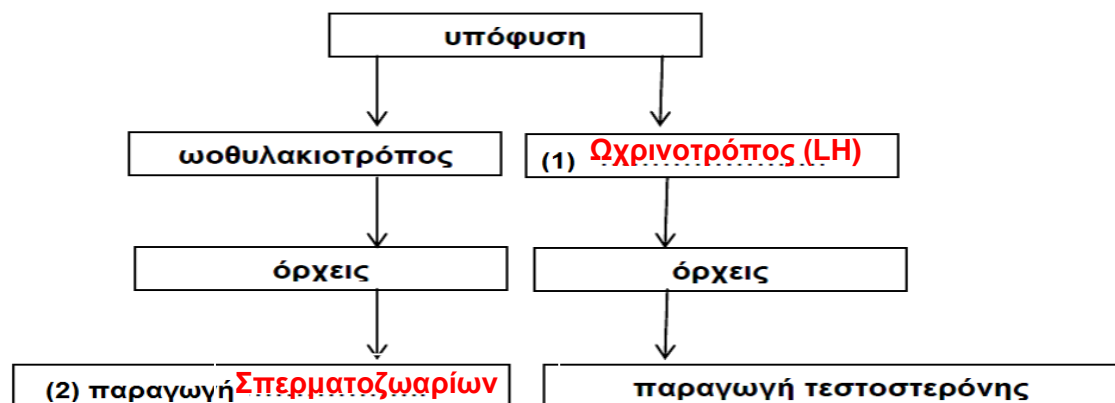 υπόφυση
ωοθυλακιοτρόπος
(1) Ωχρινοτρόπος (LH)
όρχεις
όρχεις
(2) παραγωγή Σπερματοζωαρίων
παραγωγή τεστοστερόνης